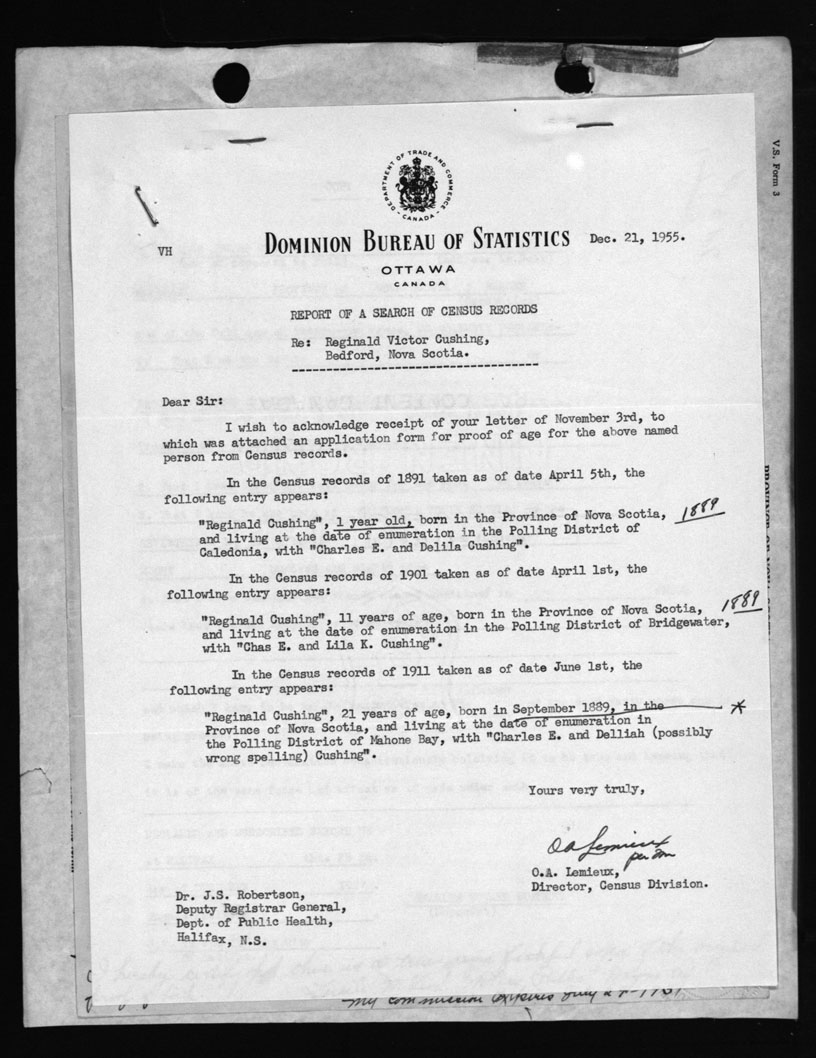 V.S. Form 3
DEPARTMENT OF TRADE AND COMMERCE
- CANADA -
VH
DOMINION BUREAU OF STATISTICS Dec. 21, 1955.
OTTAWA
CANADA
REPORT OF A SEARCH OF CENSUS RECORDS
Re: Reginald Victor Cushing,
Bedford, Nova Scotia.
Dear Sir:
I wish to acknowledge receipt of your letter of November 3rd, to
which was attached an application form for proof of age for the above named
person from Census records.
In the Census records of 1891 taken as of date April 5th, the
following entry appears:
"Reginald Cushing", 1 year old, born in the Province of Nova Scotia, 1889
and living at the date of enumeration in the Polling District of
Caledonia, with "Charles E. and Delila Cushing".
In the Census records of 1901 taken as of date April 1st, the
following entry appears:
"Reginald Cushing", 11 years of age, born in the Province of Nova Scotia, 1889
and living at the date of enumeration in the Polling District of Bridgewater,
with "Chas E. and Lila K. Cushing".
In the Census records of 1911 taken as of date June 1st, the
following entry appears:
"Reginald Cushing", 21 years of age, born in September 1889, in the *
Province of Nova Scotia, and living at the date of enumeration in
the Polling District of Mahone Bay, with "Charles E. and Delliah (possibly
wrong spelling) Cushing".
Yours very truly,
O A Lemieux
per
O.A. Lemieux,
Director, Census Division.
Dr. J.S. Robertson,
Deputy Registrar General,
Dept. of Public Health,
Halifax, N.S.
my commission expires July